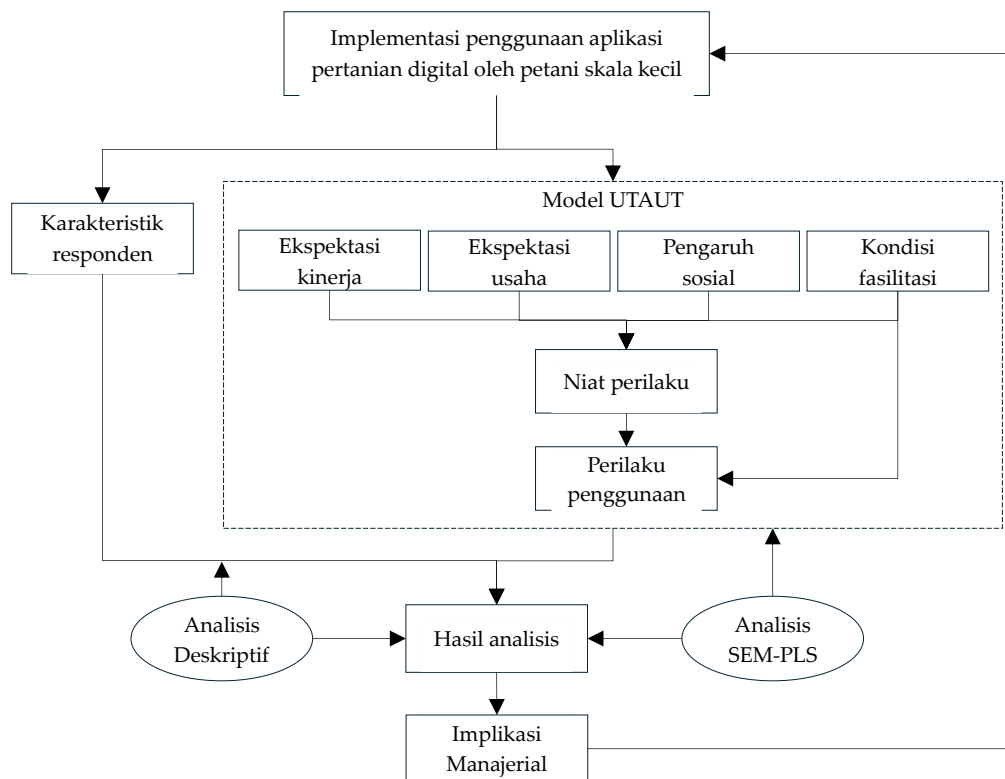 Implementasi penggunaan aplikasi
pertanian digital oleh petani skala kecil
Karakteristik
responden
Model UTAUT
Ekspektasi
kinerja
Ekspektasi
usaha
Pengaruh
sosial
Kondisi
fasilitasi
Niat perilaku
Perilaku
penggunaan
Analisis
Deskriptif
Hasil analisis
Analisis
SEM-PLS
Implikasi
Manajerial